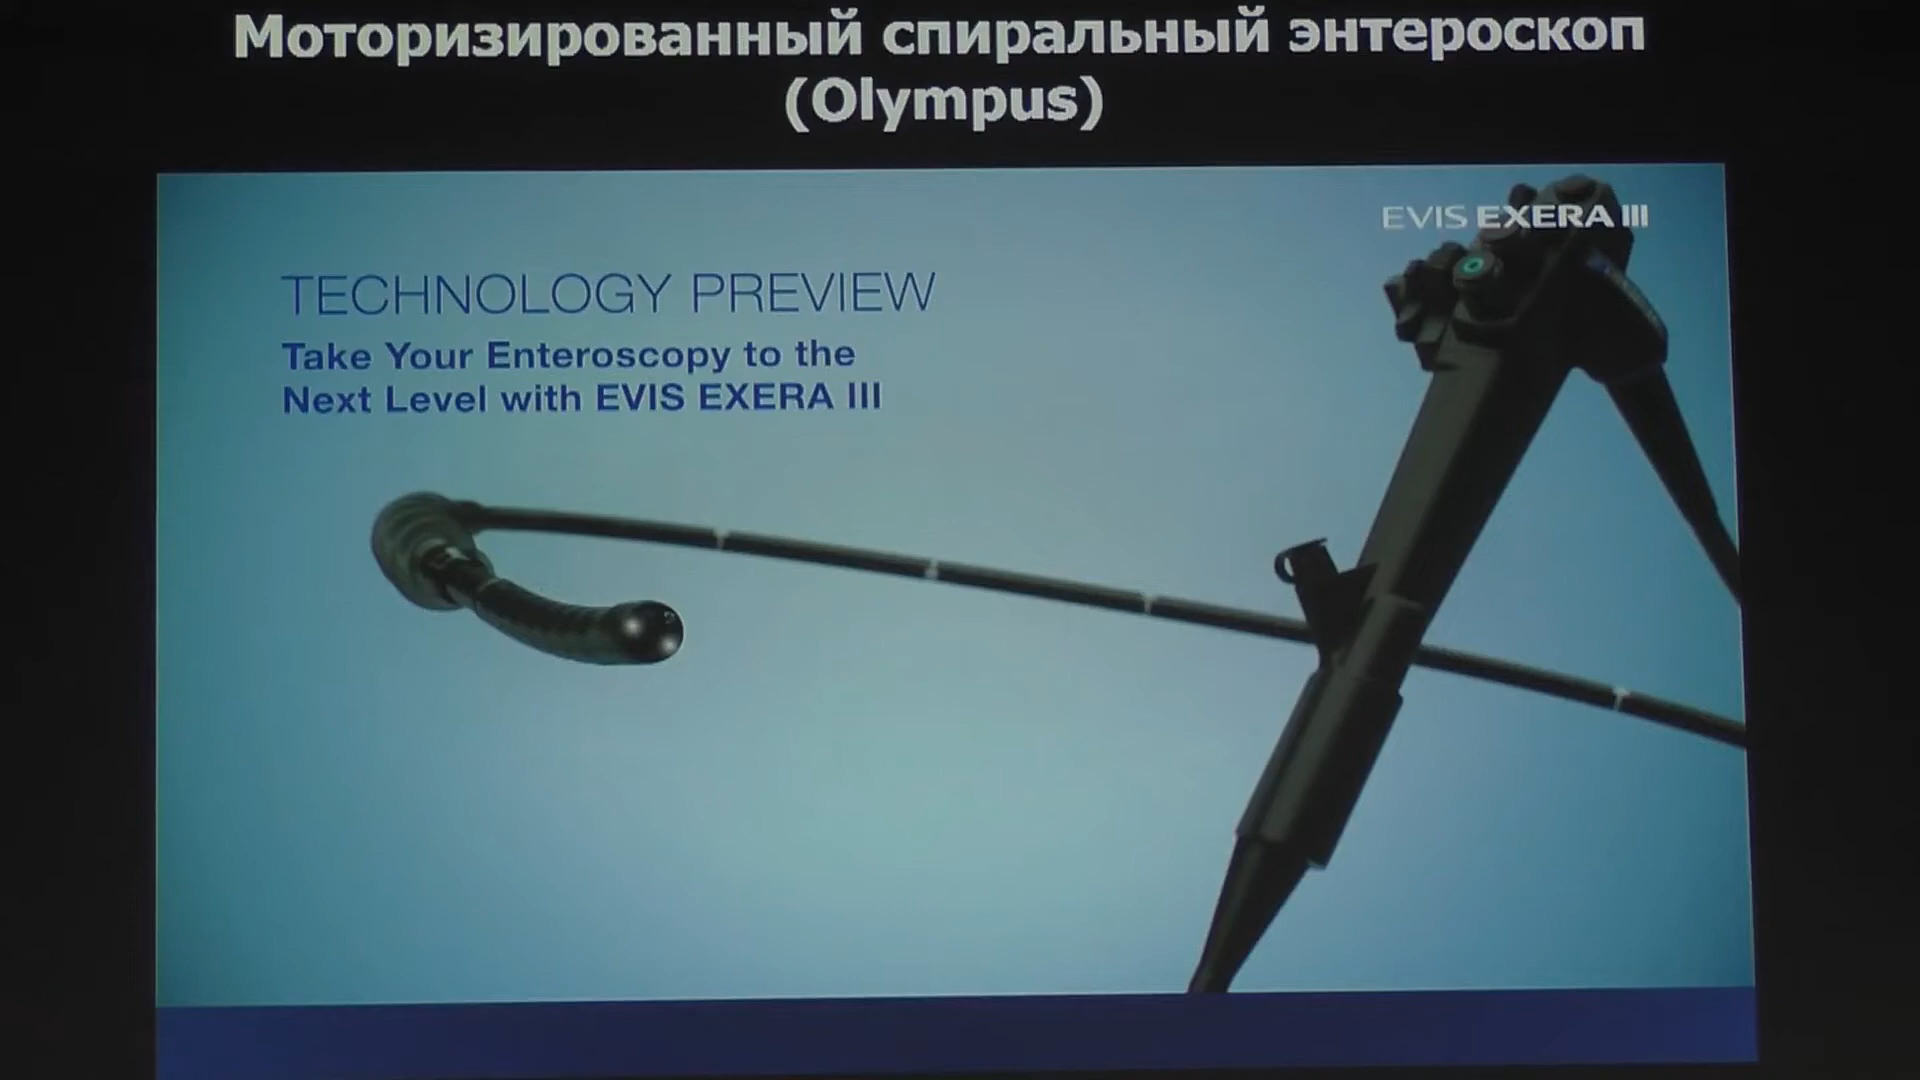 Моторизированный спиральный энтероскоп
(Olympus)
EVIS EXERA III
TECHNOLOGY PREVIEW
Take Your Enteroscopy to the
Next Level with EVIS EXERA III